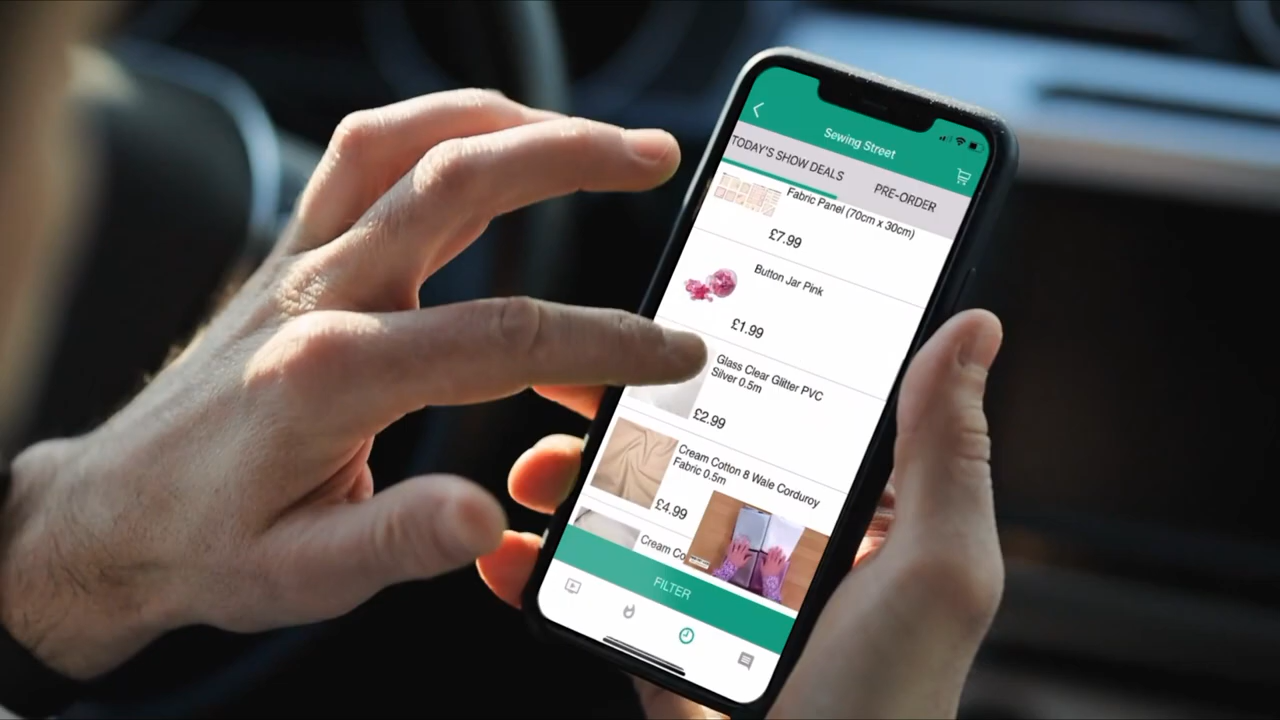 Sewing Street
TODAY'S SHOW DEALS
PRE-ORDER
Fabric Panel (70cm x 30cm)
£7.99
Button Jar Pink
£1.99
Glass Clear Glitter PVC
Silver 0.5m
£2.99
Cream Cotton 8 Wale Corduroy
Fabric 0.5m
£4.99
Cream Co
FILTER